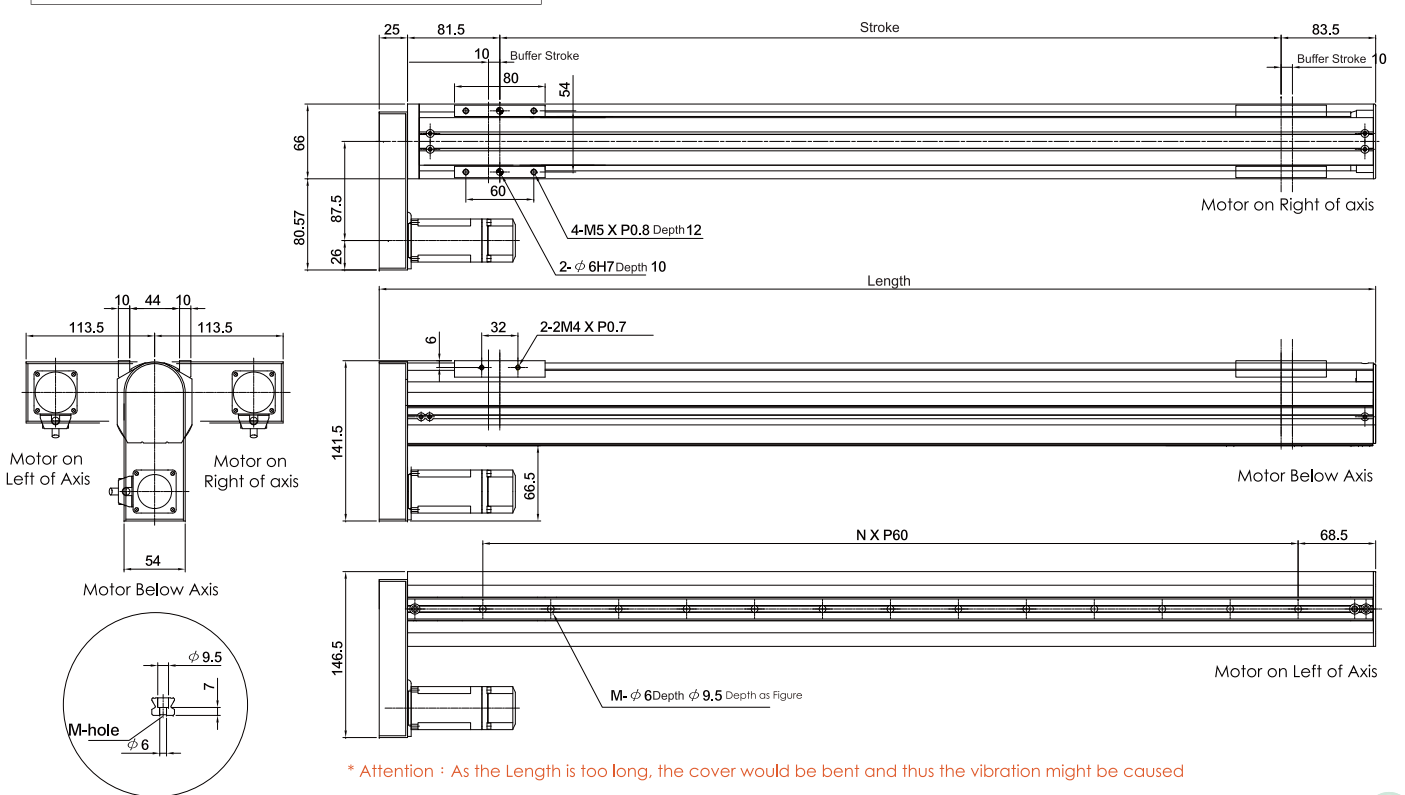 25
81.5
Stroke
83.5
10
Buffer Stroke
Buffer Stroke 10
80
54
66
60
87.5
80.57
26
Motor on Right of axis
4-M5 X P0.8 Depth 12
2- ϕ 6H7 Depth 10
Length
10
44
10
113.5
113.5
32
2-2M4 X P0.7
6
141.5
66.5
Motor on
Left of Axis
Motor on
Right of axis
Motor Below Axis
54
Motor Below Axis
N X P60
68.5
146.5
Motor on Left of Axis
M- ϕ 6Depth ϕ 9.5 Depth as Figure
ϕ 9.5
7
M-hole
ϕ 6
* Attention : As the Length is too long, the cover would be bent and thus the vibration might be caused